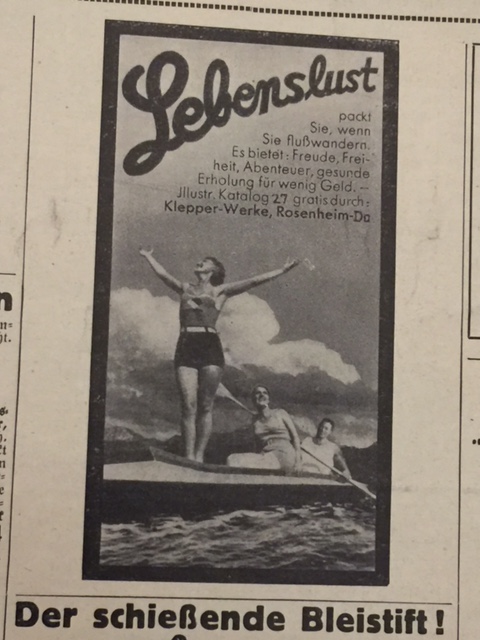 Lebenslust
packt
Sie, wenn
Sie flußwandern.
Es bietet: Freude, Frei-
heit, Abenteuer, gesunde
Erholung für wenig Geld. —
Jllustr. Katalog 27 gratis durch:
Klepper-Werke, Rosenheim-Da
Der schießende Bleistift!